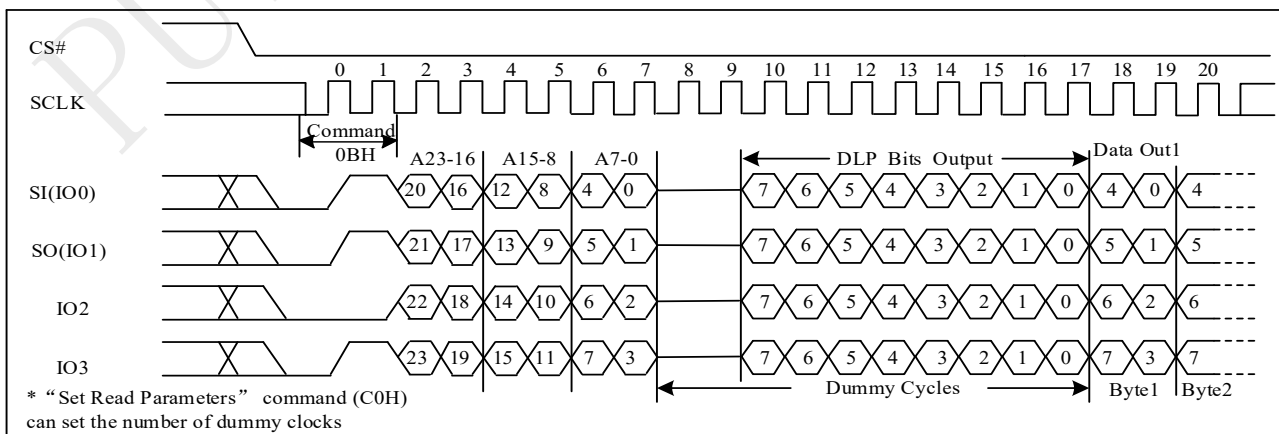 PU
CS#
0 1 2 3 4 5 6 7 8 9 10 11 12 13 14 15 16 17 18 19 20
SCLK
Command
0BH
A23-16 A15-8 A7-0 DLP Bits Output Data Out1
SI(IO0) 20 16 12 8 4 0 7 6 5 4 3 2 1 0 4 0 4
SO(IO1) 21 17 13 9 5 1 7 6 5 4 3 2 1 0 5 1 5
IO2 22 18 14 10 6 2 7 6 5 4 3 2 1 0 6 2 6
IO3 23 19 15 11 7 3 7 6 5 4 3 2 1 0 7 3 7
Dummy Cycles Byte1 Byte2
* “Set Read Parameters” command (C0H)
can set the number of dummy clocks